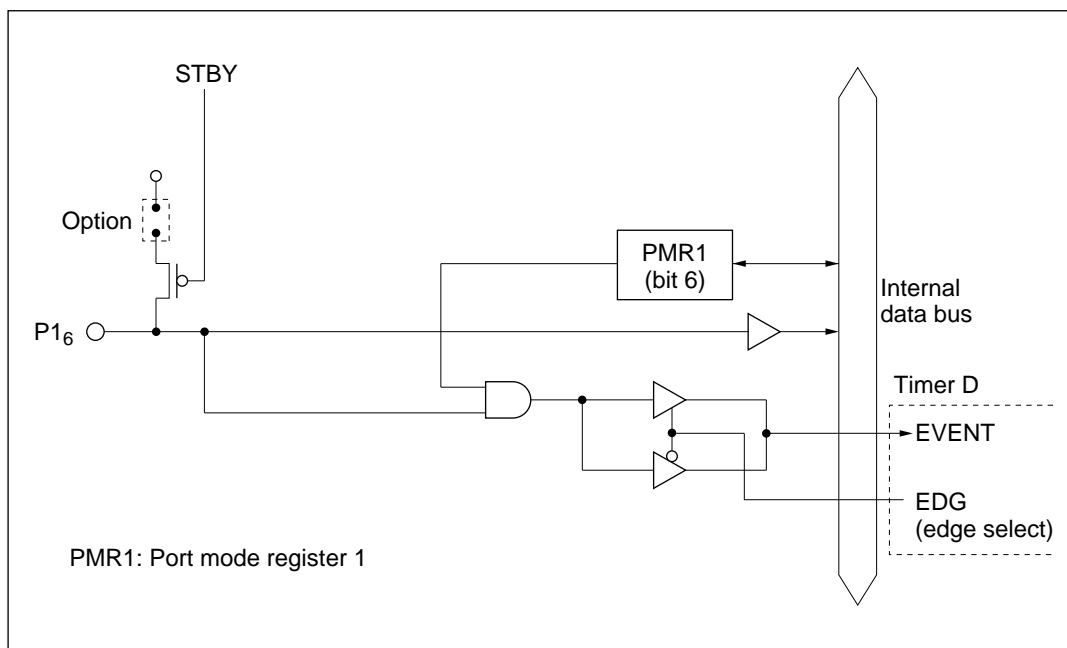 STBY
Option
PMR1
(bit 6)
Internal
data bus
P1₆
Timer D
EVENT
EDG
(edge select)
PMR1: Port mode register 1